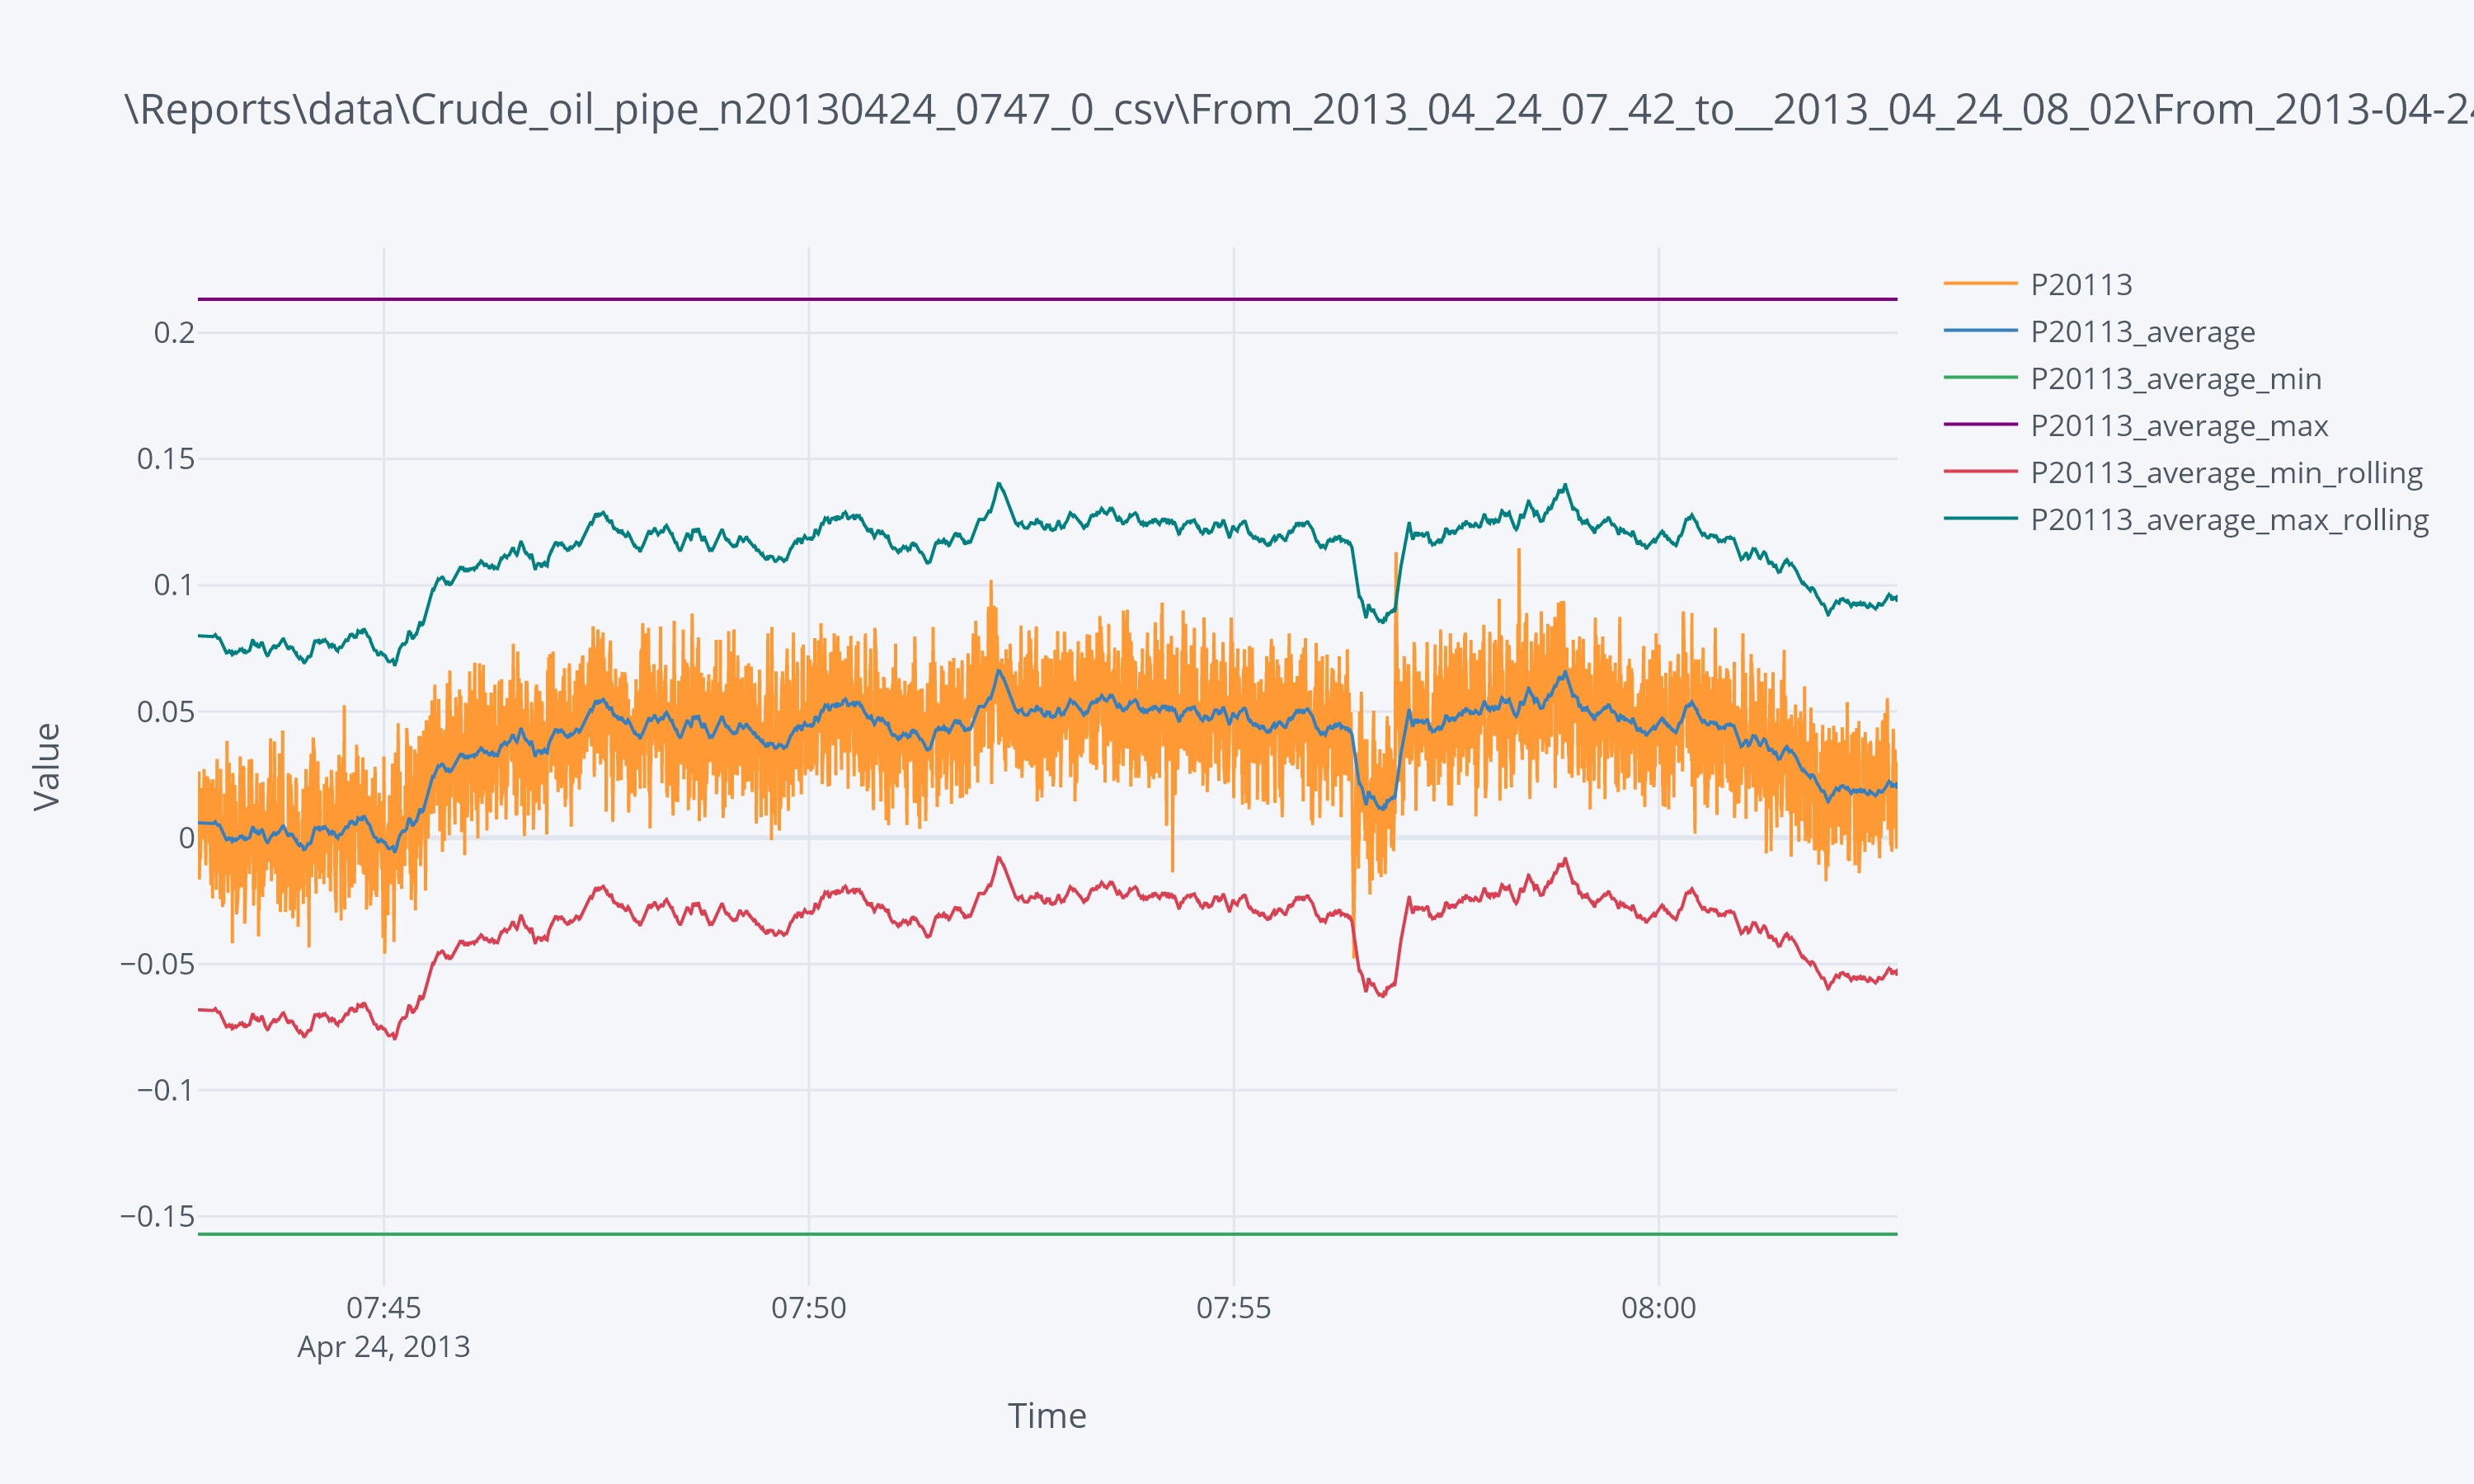 \Reports\data\Crude_oil_pipe_n20130424_0747_0_csv\From_2013_04_24_07_42_to__2013_04_24_08_02\From_2013-04-24
P20113
P20113_average
P20113_average_min
P20113_average_max
P20113_average_min_rolling
P20113_average_max_rolling
Value
0.2
0.15
0.1
0.05
0
−0.05
−0.1
−0.15
07:45 07:50 07:55 08:00
Apr 24, 2013
Time